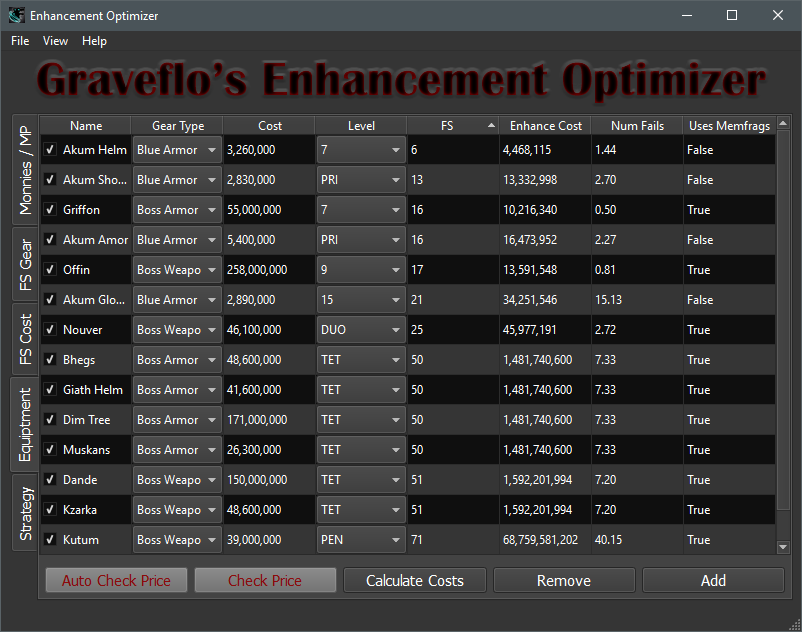 Enhancement Optimizer
File View Help
Graveflo's Enhancement Optimizer
Monnies / MP
FS Gear
FS Cost
Equiptment
Strategy
Name Gear Type Cost Level FS Enhance Cost Num Fails Uses Memfrags
Akum Helm Blue Armor 3,260,000 7 6 4,468,115 1.44 False
Akum Sho... Blue Armor 2,830,000 PRI 13 13,332,998 2.70 False
Griffon Boss Armor 55,000,000 7 16 10,216,340 0.50 True
Akum Amor Blue Armor 5,400,000 PRI 16 16,473,952 2.27 False
Offin Boss Weapo 258,000,000 9 17 13,591,548 0.81 True
Akum Glo... Blue Armor 2,890,000 15 21 34,251,546 15.13 False
Nouver Boss Weapo 46,100,000 DUO 25 45,977,191 2.72 True
Bhegs Boss Armor 48,600,000 TET 50 1,481,740,600 7.33 True
Giath Helm Boss Armor 41,600,000 TET 50 1,481,740,600 7.33 True
Dim Tree Boss Armor 171,000,000 TET 50 1,481,740,600 7.33 True
Muskans Boss Armor 26,300,000 TET 50 1,481,740,600 7.33 True
Dande Boss Weapo 150,000,000 TET 51 1,592,201,994 7.20 True
Kzarka Boss Weapo 48,600,000 TET 51 1,592,201,994 7.20 True
Kutum Boss Weapo 39,000,000 PEN 71 68,759,581,202 40.15 True
Auto Check Price Check Price Calculate Costs Remove Add